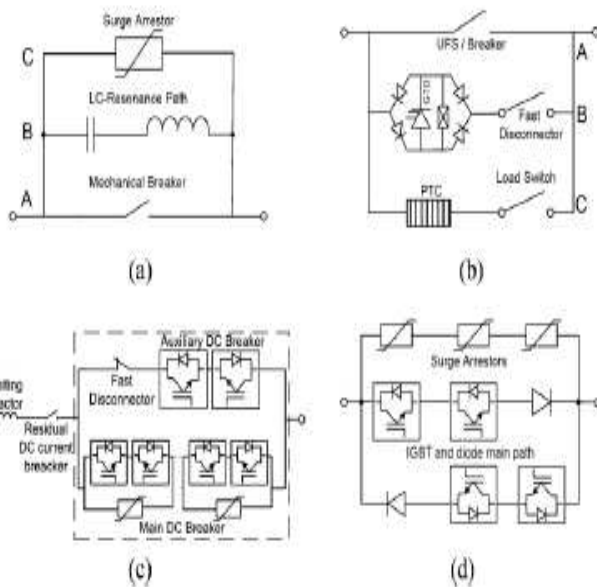 Surge Arrestor
C
LC-Resonance Path
B
Mechanical Breaker
A
(a)
UFS / Breaker
A
GTO
Fast
Disconnector
B
Load Switch
PTC
C
(b)
Auxiliary DC Breaker
Fast
Disconnector
Residual
DC current
breacker
Main DC Breaker
(c)
Surge Arrestors
IGBT and diode main path
(d)